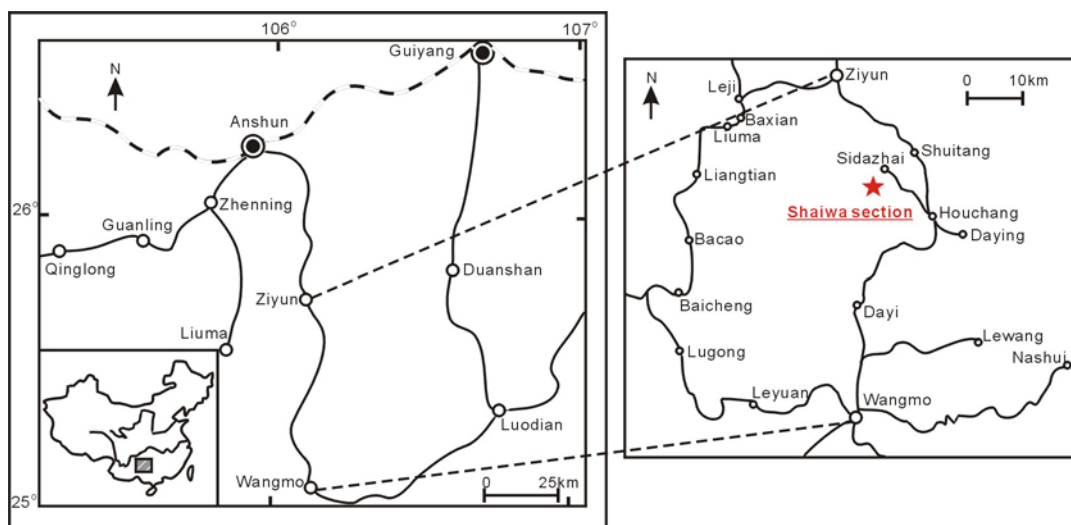 106°
107°
Guiyang
N
Anshun
Zhenning
26°
Guanling
Qinglong
Duanshan
Ziyun
Liuma
Luodian
Wangmo
25°
0 25km
Ziyun
N
0 10km
Leji
Baxian
Liuma
Shuitang
Sidazhai
Liangtian
Shaiwa section
Houchang
Daying
Bacao
Baicheng
Dayi
Lewang
Lugong
Nashui
Leyuan
Wangmo